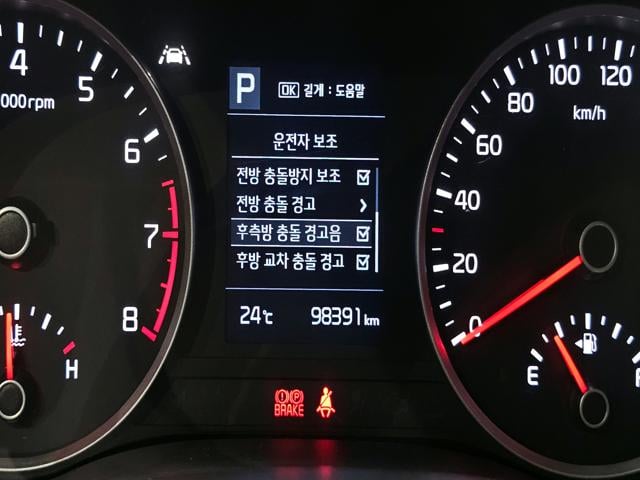 4
5
6
7
8
000rpm
H
P
OK 길게 : 도움말
운전자 보조
전방 충돌방지 보조
전방 충돌 경고
후측방 충돌 경고음
후방 교차 충돌 경고
24℃ 98391 km
P
BRAKE
0
20
40
60
80
100
120
km/h
E